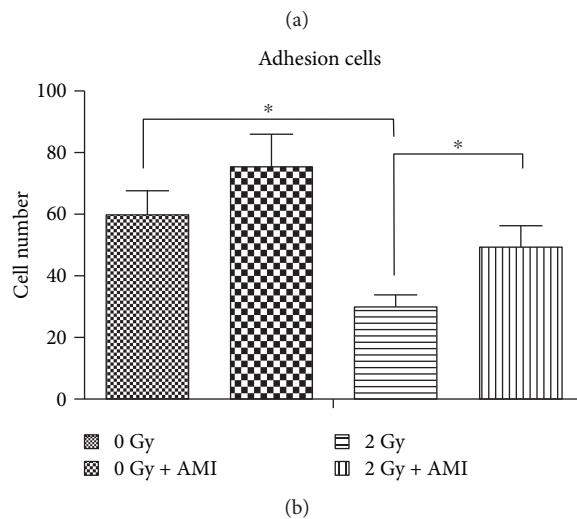 (a)
Adhesion cells
100
80
60
40
20
0
Cell number
*
*
0 Gy
2 Gy
0 Gy + AMI
2 Gy + AMI
(b)